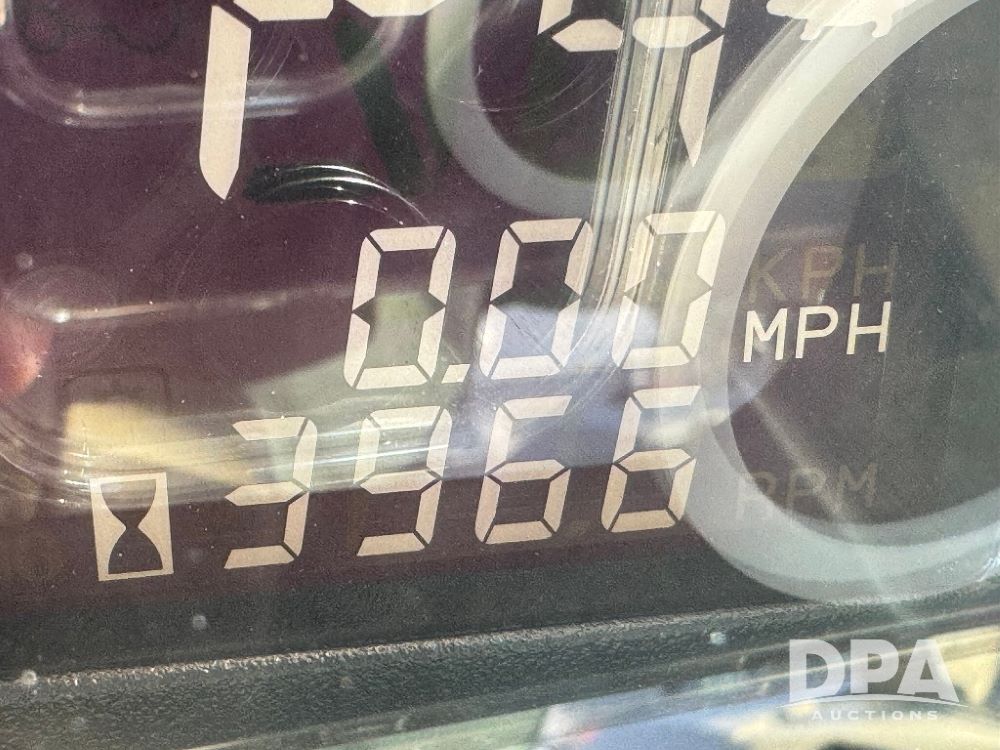 KPH
0.00 MPH
3966
RPM
DPA
AUCTIONS